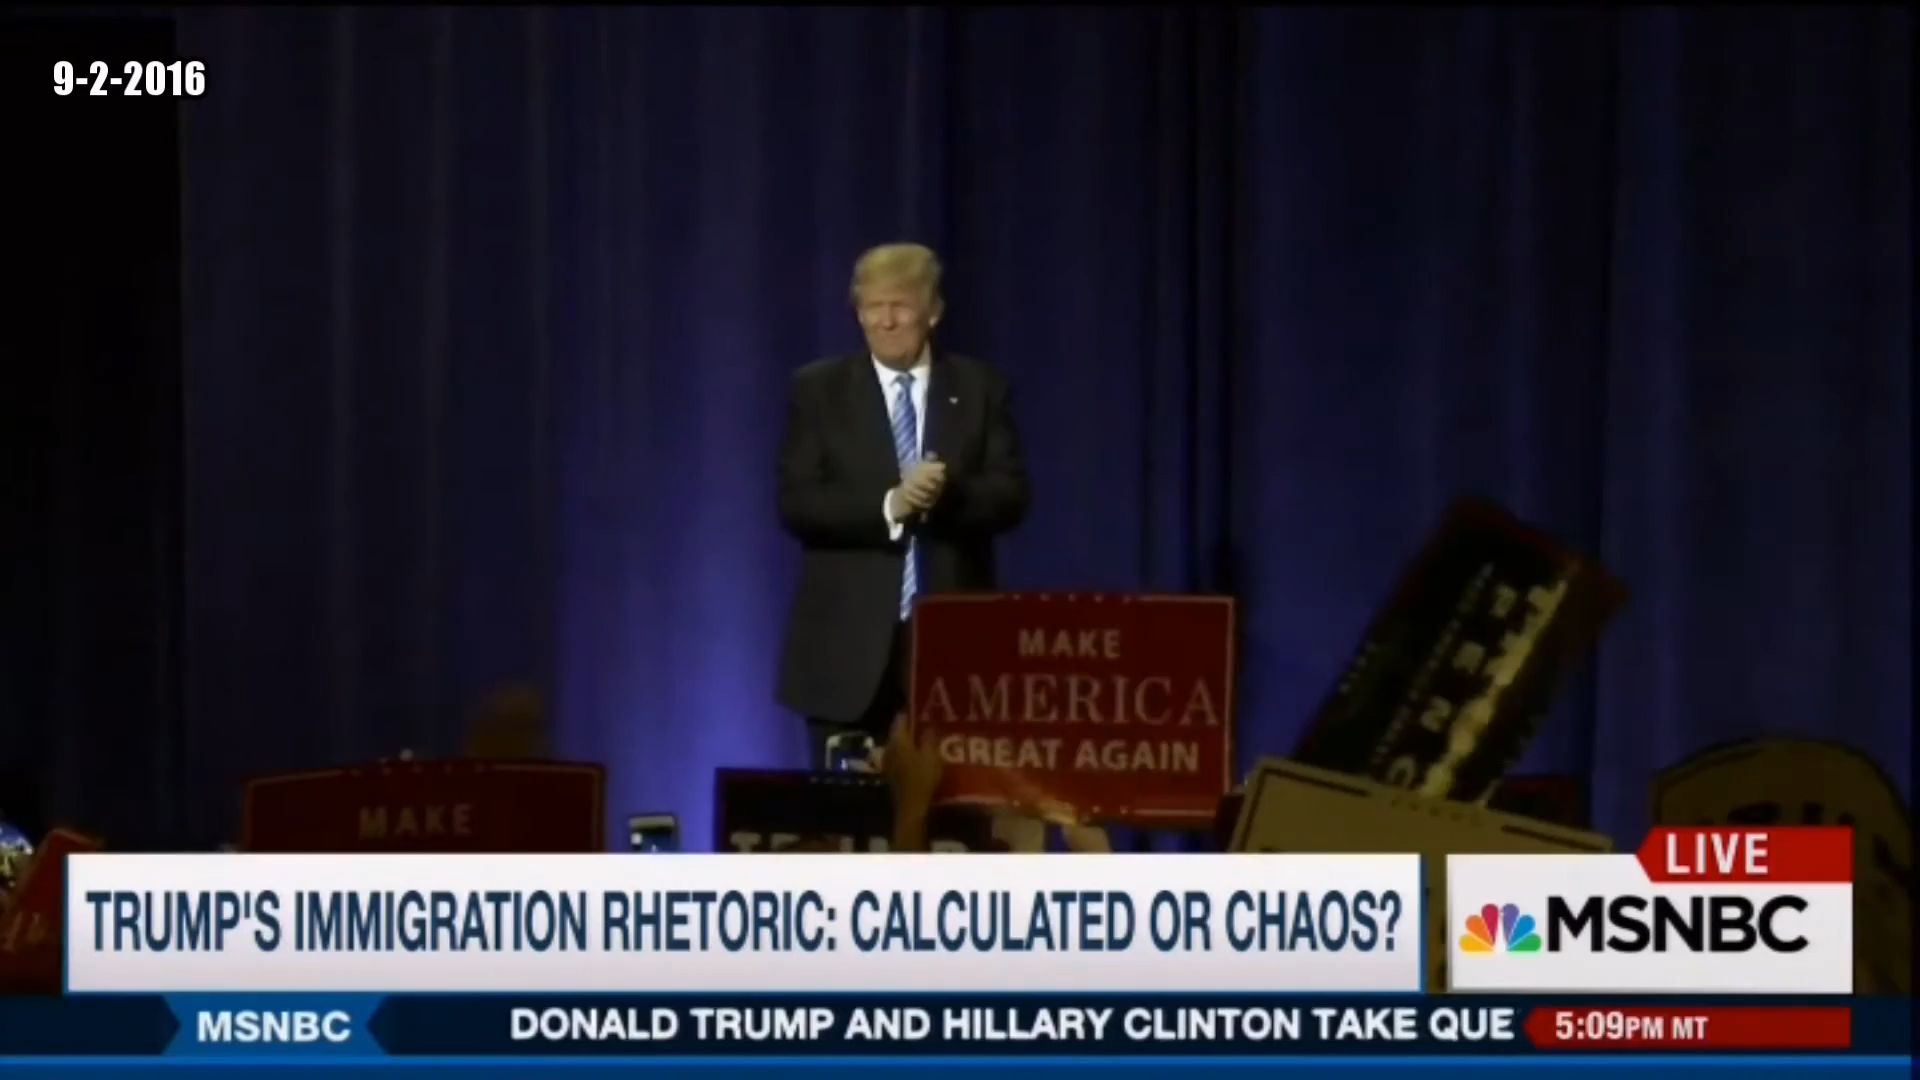 9-2-2016
MAKE
AMERICA
GREAT AGAIN
MAKE
LIVE
TRUMP'S IMMIGRATION RHETORIC: CALCULATED OR CHAOS?
MSNBC
MSNBC
DONALD TRUMP AND HILLARY CLINTON TAKE QUE
5:09PM MT